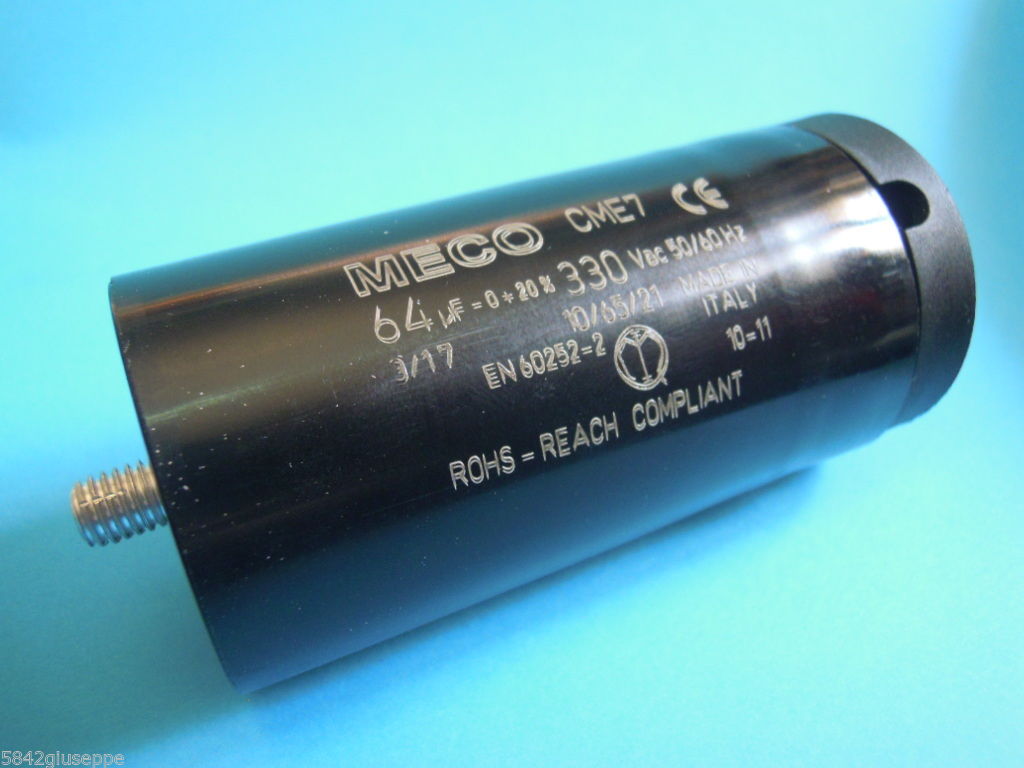 MECO CME7 CE
64 µF = 0 + 20% 330 Vac 50/60 Hz
10/65/21 MADE IN
3/17 EN 60252=2 ITALY
10=11
ROHS = REACH COMPLIANT
5842giuseppe